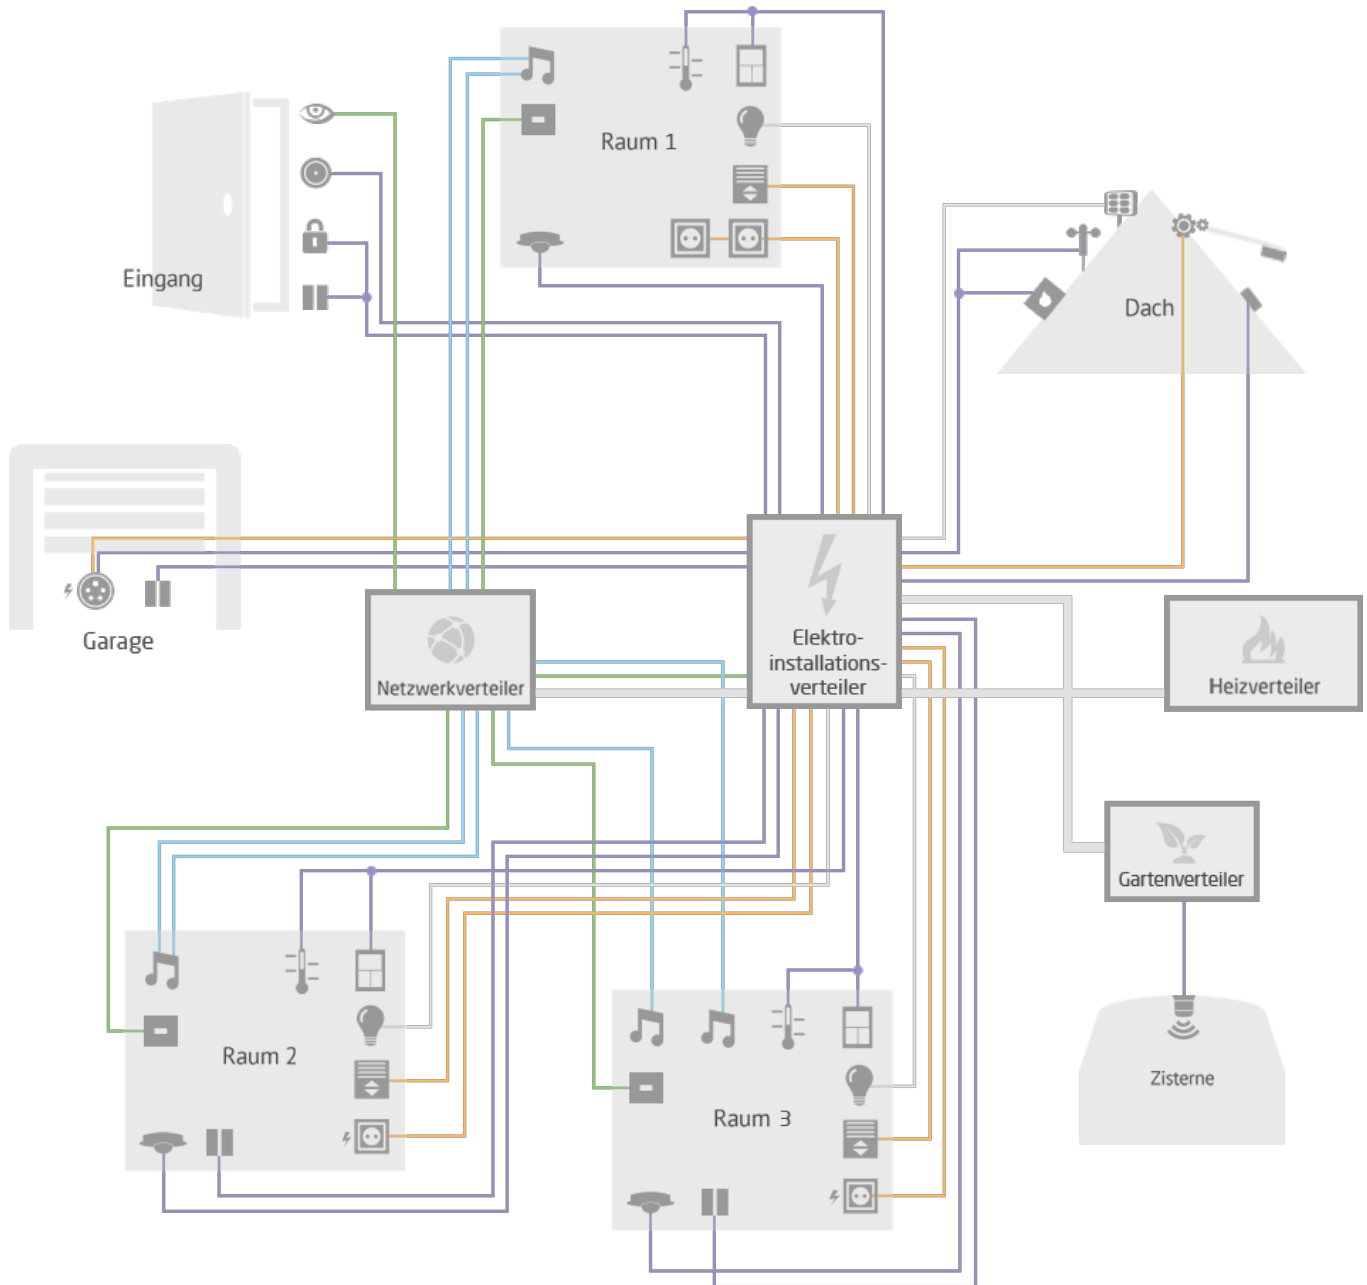 Raum 1
Eingang
Dach
Garage
Elektro-
installations-
verteiler
Netzwerkverteiler
Heizverteiler
Gartenverteiler
Raum 2
Raum 3
Zisterne